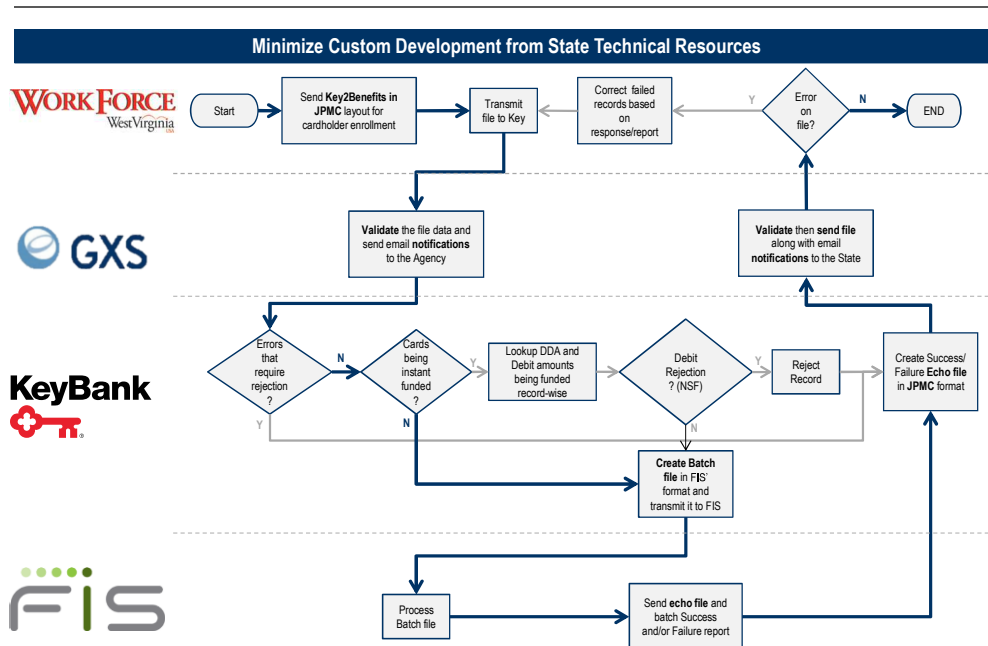 Minimize Custom Development from State Technical Resources
WORKFORCE
West Virginia
USA
Start
Send Key2Benefits in
JPMC layout for
cardholder enrollment
Transmit
file to Key
Correct failed
records based
on
response/report
Y
Error
on
file?
N
END
GXS
Validate the file data and
send email notifications
to the Agency
Validate then send file
along with email
notifications to the State
KeyBank
Errors
that
require
rejection
?
N
Y
Cards
being
instant
funded
?
Y
N
Lookup DDA and
Debit amounts
being funded
record-wise
Debit
Rejection
? (NSF)
Y
N
Reject
Record
Create Success/
Failure Echo file
in JPMC format
Create Batch
file in FIS'
format and
transmit it to FIS
FIS
Process
Batch file
Send echo file and
batch Success
and/or Failure report